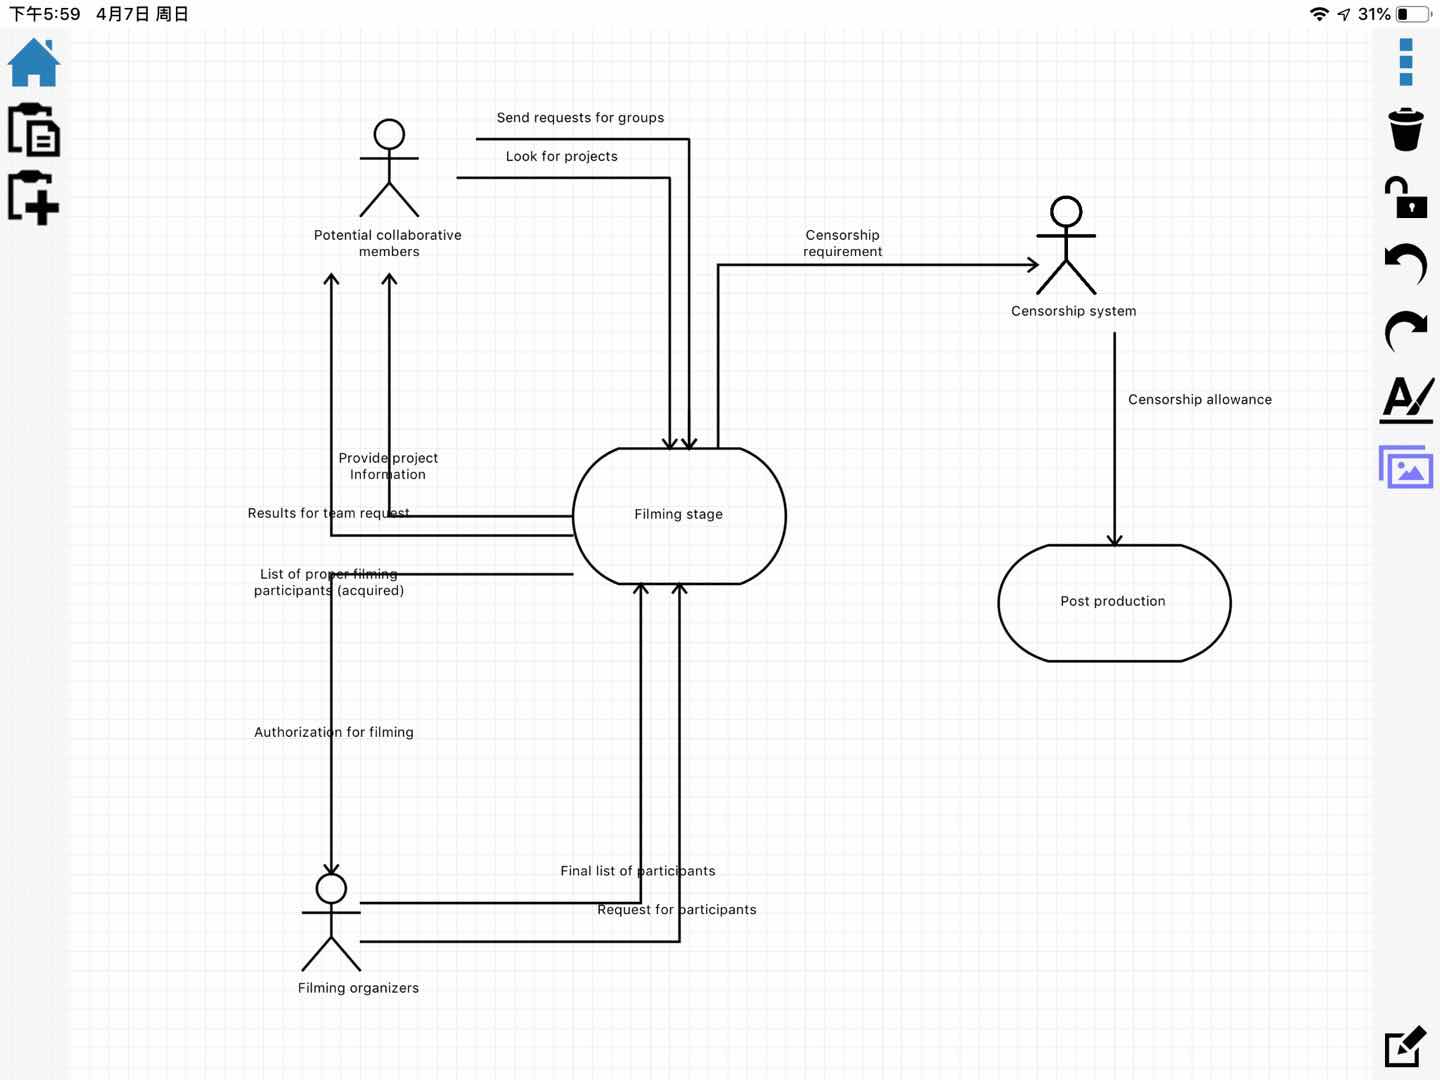 下午5:59 4月7日 周日
31%
Send requests for groups
Look for projects
Potential collaborative
members
Censorship
requirement
Censorship system
Censorship allowance
Provide project
Information
Results for team request
Filming stage
List of proper filming
participants (acquired)
Post production
Authorization for filming
Final list of participants
Request for participants
Filming organizers